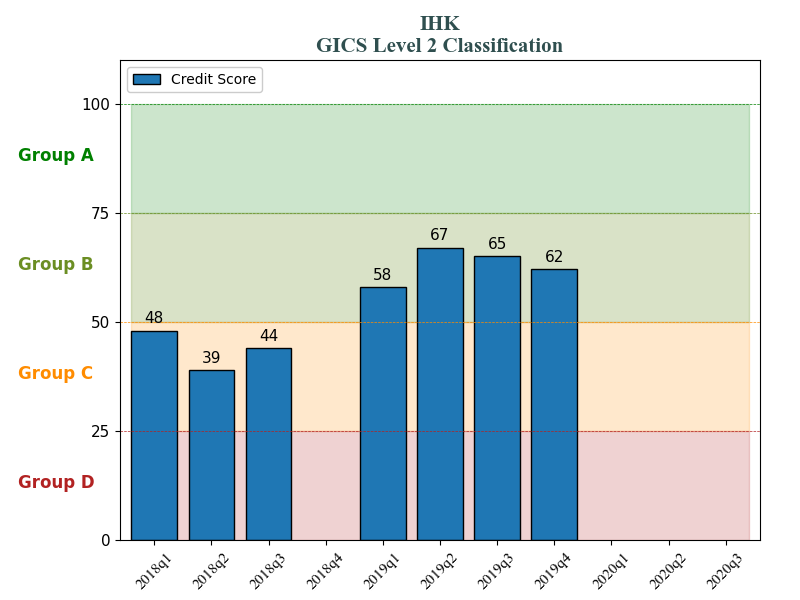 IHK
GICS Level 2 Classification
Credit Score
100
Group A
75
67
65
Group B
62
58
50
48
44
39
Group C
25
Group D
0
2018q1 2018q2 2018q3 2018q4 2019q1 2019q2 2019q3 2019q4 2020q1 2020q2 2020q3